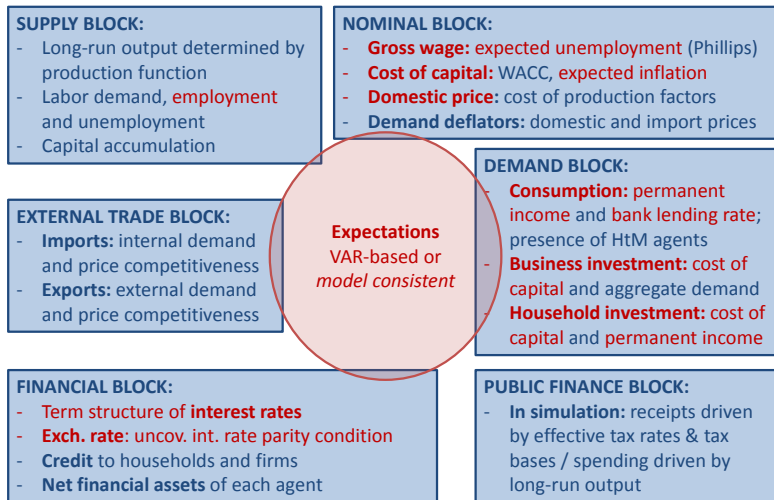 SUPPLY BLOCK:
- Long-run output determined by
production function
- Labor demand, employment
and unemployment
- Capital accumulation
NOMINAL BLOCK:
- Gross wage: expected unemployment (Phillips)
- Cost of capital: WACC, expected inflation
- Domestic price: cost of production factors
- Demand deflators: domestic and import prices
EXTERNAL TRADE BLOCK:
- Imports: internal demand
and price competitiveness
- Exports: external demand
and price competitiveness
Expectations
VAR-based or
model consistent
DEMAND BLOCK:
- Consumption: permanent
income and bank lending rate;
presence of HtM agents
- Business investment: cost of
capital and aggregate demand
- Household investment: cost of
capital and permanent income
FINANCIAL BLOCK:
- Term structure of interest rates
- Exch. rate: uncov. int. rate parity condition
- Credit to households and firms
- Net financial assets of each agent
PUBLIC FINANCE BLOCK:
- In simulation: receipts driven
by effective tax rates & tax
bases / spending driven by
long-run output